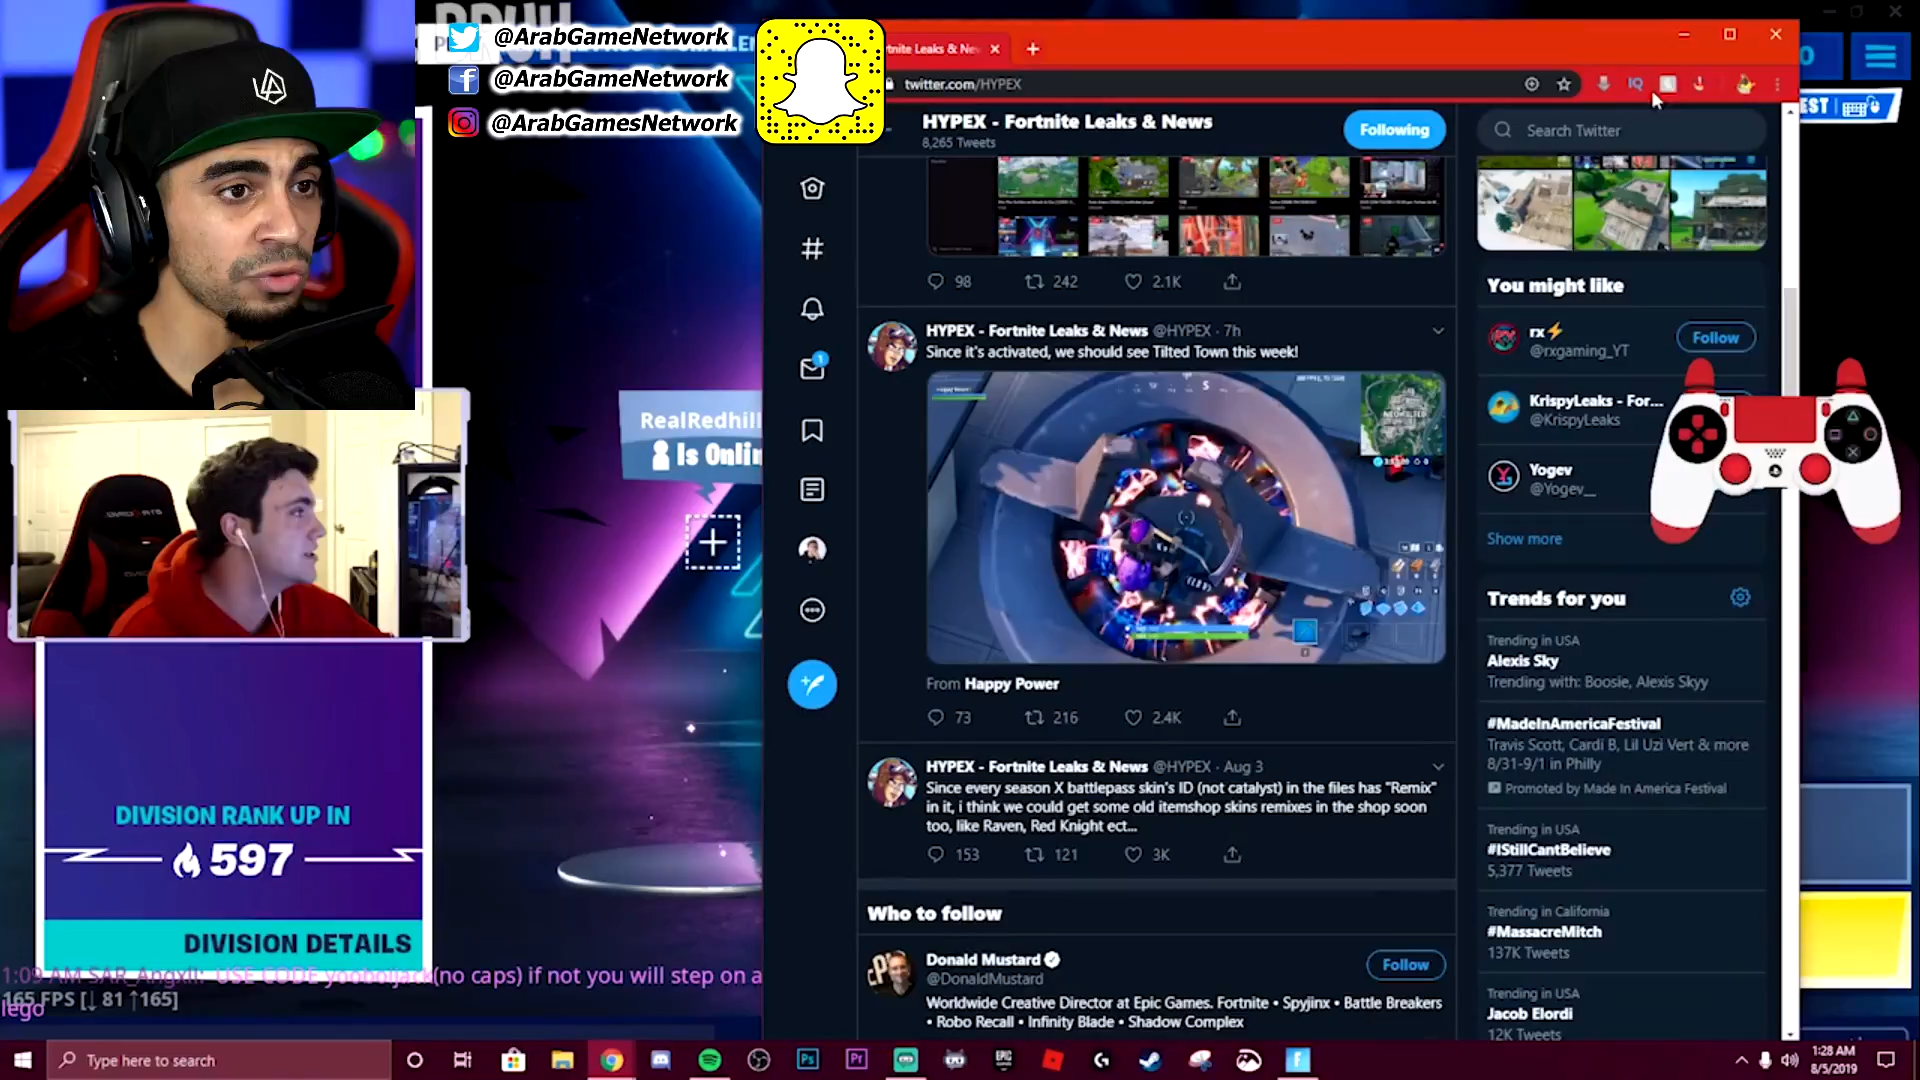 @ArabGameNetwork
@ArabGameNetwork
@ArabGamesNetwork
twitter.com/HYPEX
HYPEX - Fortnite Leaks & News
8,265 Tweets
Following
Search Twitter
98 242 2.1K
HYPEX - Fortnite Leaks & News @HYPEX · 7h
Since it's activated, we should see Tilted Town this week!
From Happy Power
73 216 2.4K
HYPEX - Fortnite Leaks & News @HYPEX · Aug 3
Since every season X battlepass skin's ID (not catalyst) in the files has "Remix"
in it, i think we could get some old itemshop skins remixes in the shop soon
too, like Raven, Red Knight ect...
153 121 3K
Who to follow
Donald Mustard
@DonaldMustard
Follow
Worldwide Creative Director at Epic Games. Fortnite • Spyjinx • Battle Breakers
• Robo Recall • Infinity Blade • Shadow Complex
You might like
rx⚡
@rxgaming_YT
Follow
KrispyLeaks - For...
@KrispyLeaks
Yogev
@Yogev__
Show more
Trends for you
Trending in USA
Alexis Sky
Trending with: Boosie, Alexis Skyy
#MadeInAmericaFestival
Travis Scott, Cardi B, Lil Uzi Vert & more
8/31-9/1 in Philly
Promoted by Made In America Festival
Trending in USA
#IStillCantBelieve
5,377 Tweets
Trending in California
#MassacreMitch
137K Tweets
Trending in USA
Jacob Elordi
12K Tweets
RealRedhill
Is Onlin
DIVISION RANK UP IN
597
DIVISION DETAILS
1:09 AM SAR_Angxll: USE CODE yooboijack(no caps) if not you will step on a
lego
165 FPS [↓ 81 ↑165]
Type here to search
1:28 AM
8/5/2019